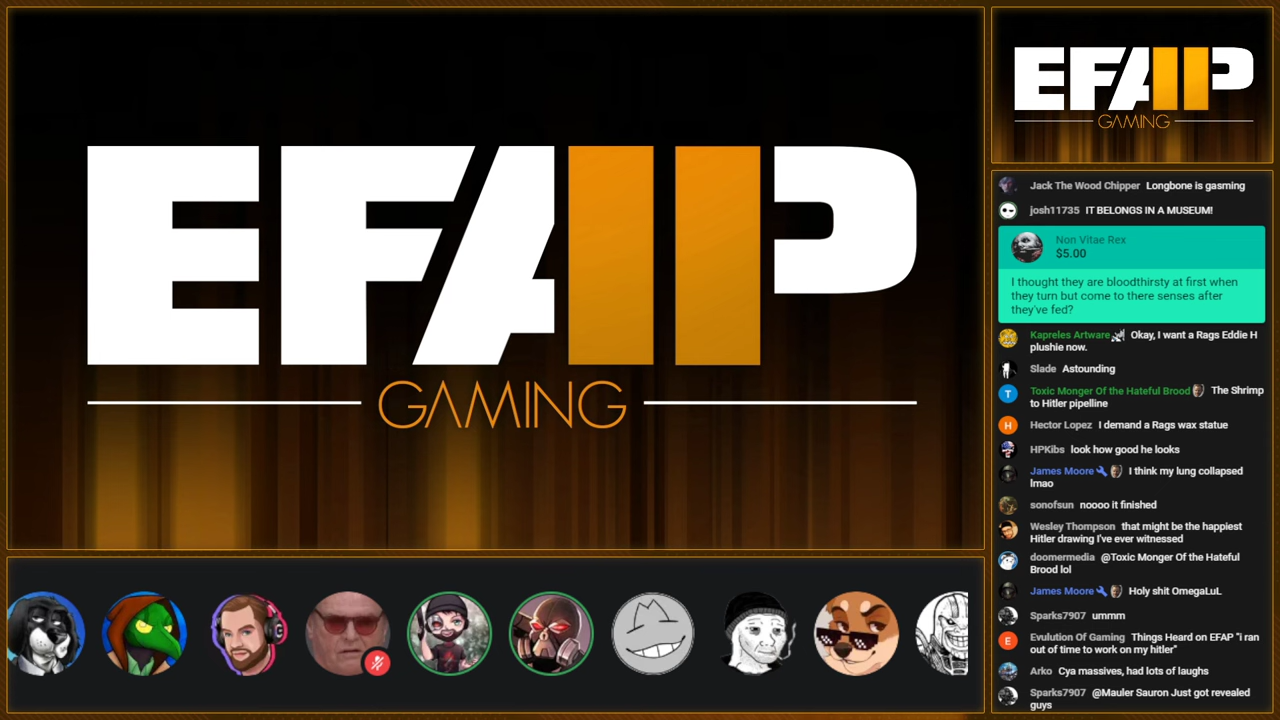 EFAP
GAMING
EFAP
GAMING
Jack The Wood Chipper Longbone is gasming
josh11735 IT BELONGS IN A MUSEUM!
Non Vitae Rex
$5.00
I thought they are bloodthirsty at first when
they turn but come to there senses after
they've fed?
Kapreles Artware Okay, I want a Rags Eddie H
plushie now.
Slade Astounding
T
Toxic Monger Of the Hateful Brood The Shrimp
to Hitler pipelline
H
Hector Lopez I demand a Rags wax statue
HPKibs look how good he looks
James Moore I think my lung collapsed
lmao
sonofsun noooo it finished
Wesley Thompson that might be the happiest
Hitler drawing I've ever witnessed
doomermedia @Toxic Monger Of the Hateful
Brood lol
James Moore Holy shit OmegaLuL
Sparks7907 ummm
E
Evulution Of Gaming Things Heard on EFAP "i ran
out of time to work on my hitler"
Arko Cya massives, had lots of laughs
Sparks7907 @Mauler Sauron Just got revealed
guys